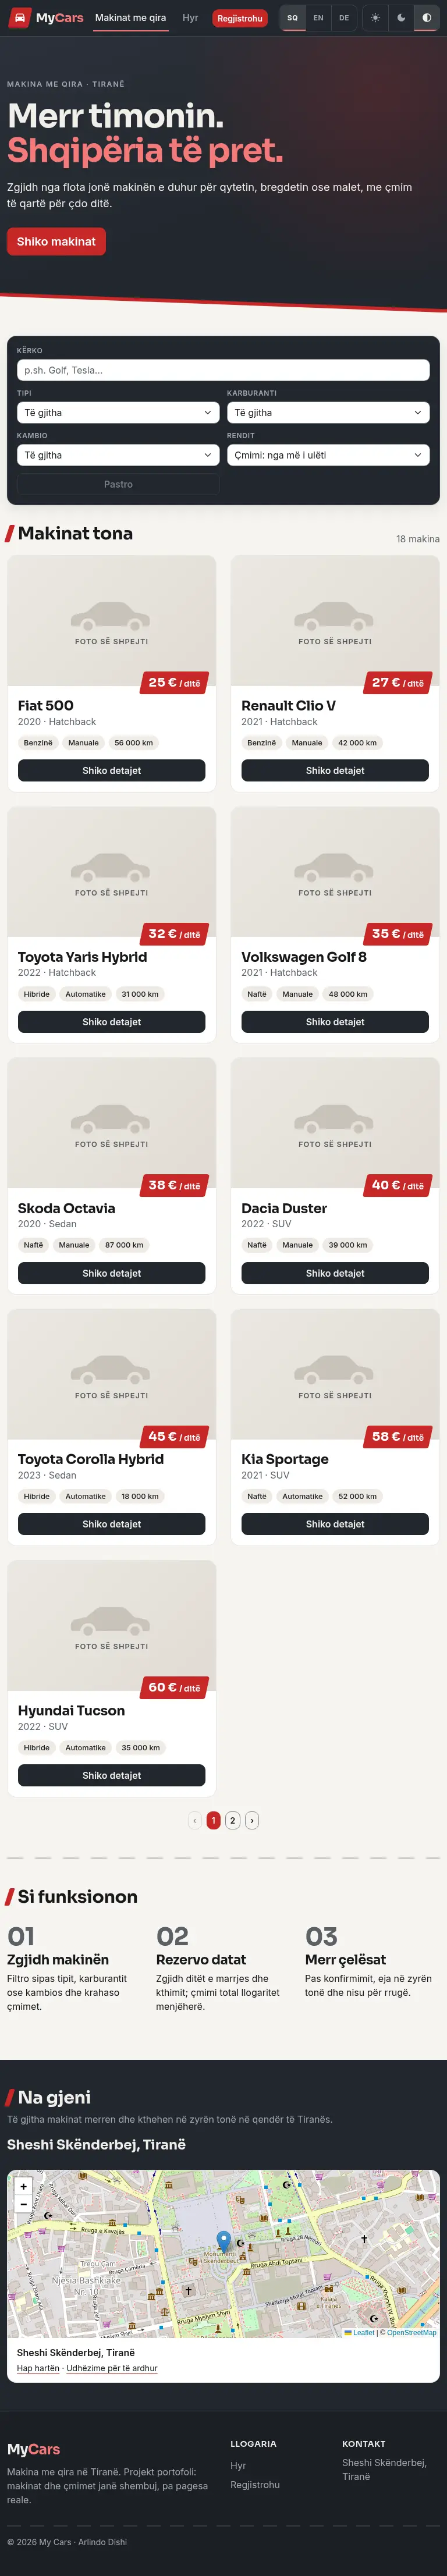 MyCars Makinat me qira Hyr Regjistrohu SQ EN DE
MAKINA ME QIRA · TIRANË
Merr timonin.
Shqipëria të pret.
Zgjidh nga flota jonë makinën e duhur për qytetin, bregdetin ose malet, me çmim
të qartë për çdo ditë.
Shiko makinat
KËRKO
p.sh. Golf, Tesla…
TIPI KARBURANTI
Të gjitha Të gjitha
KAMBIO RENDIT
Të gjitha Çmimi: nga më i ulëti
Pastro
Makinat tona 18 makina
FOTO SË SHPEJTI FOTO SË SHPEJTI
25 € / ditë 27 € / ditë
Fiat 500 Renault Clio V
2020 · Hatchback 2021 · Hatchback
Benzinë Manuale 56 000 km Benzinë Manuale 42 000 km
Shiko detajet Shiko detajet
FOTO SË SHPEJTI FOTO SË SHPEJTI
32 € / ditë 35 € / ditë
Toyota Yaris Hybrid Volkswagen Golf 8
2022 · Hatchback 2021 · Hatchback
Hibride Automatike 31 000 km Naftë Manuale 48 000 km
Shiko detajet Shiko detajet
FOTO SË SHPEJTI FOTO SË SHPEJTI
38 € / ditë 40 € / ditë
Skoda Octavia Dacia Duster
2020 · Sedan 2022 · SUV
Naftë Manuale 87 000 km Naftë Manuale 39 000 km
Shiko detajet Shiko detajet
FOTO SË SHPEJTI FOTO SË SHPEJTI
45 € / ditë 58 € / ditë
Toyota Corolla Hybrid Kia Sportage
2023 · Sedan 2021 · SUV
Hibride Automatike 18 000 km Naftë Automatike 52 000 km
Shiko detajet Shiko detajet
FOTO SË SHPEJTI
60 € / ditë
Hyundai Tucson
2022 · SUV
Hibride Automatike 35 000 km
Shiko detajet
‹ 1 2 ›
Si funksionon
01 02 03
Zgjidh makinën Rezervo datat Merr çelësat
Filtro sipas tipit, karburantit Zgjidh ditët e marrjes dhe Pas konfirmimit, eja në zyrën
ose kambios dhe krahaso kthimit; çmimi total llogaritet tonë dhe nisu për rrugë.
çmimet. menjëherë.
Na gjeni
Të gjitha makinat merren dhe kthehen në zyrën tonë në qendër të Tiranës.
Sheshi Skënderbej, Tiranë
+
−
Rruga e Kavajës
Njësia Bashkiake
Nr. 10
Rruga Abdi Toptani
Rruga Myslym Shyri
Leaflet | © OpenStreetMap
Sheshi Skënderbej, Tiranë
Hap hartën · Udhëzime për të ardhur
MyCars LLOGARIA KONTAKT
Makina me qira në Tiranë. Projekt portofoli: Hyr Sheshi Skënderbej,
makinat dhe çmimet janë shembuj, pa pagesa Regjistrohu Tiranë
reale.
© 2026 My Cars · Arlindo Dishi